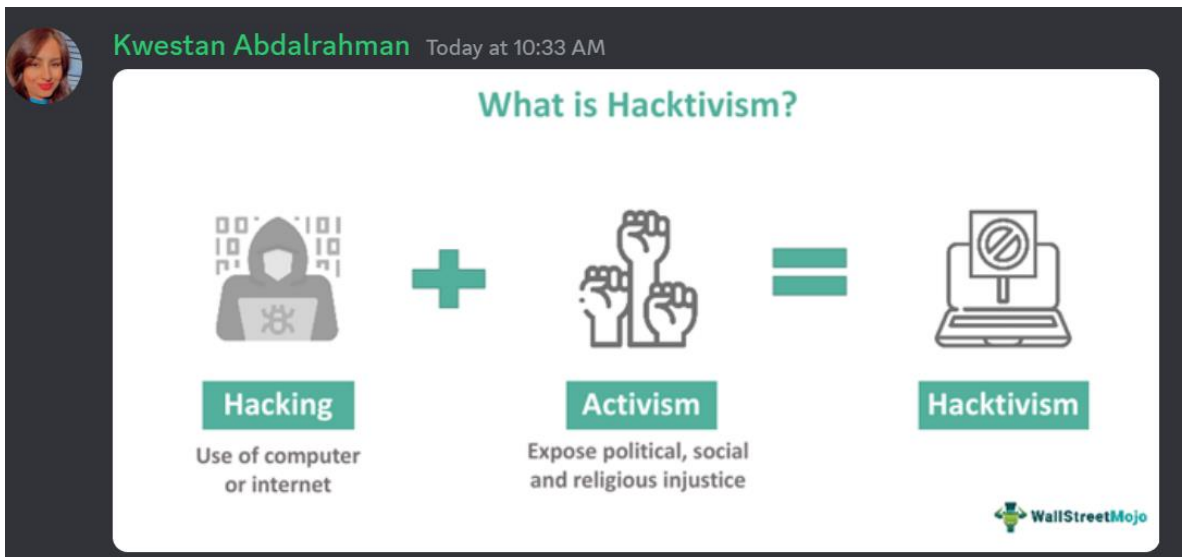 Kwestan Abdalrahman Today at 10:33 AM
What is Hacktivism?
Hacking
Activism
Hacktivism
Use of computer
or internet
Expose political, social
and religious injustice
WallStreetMojo